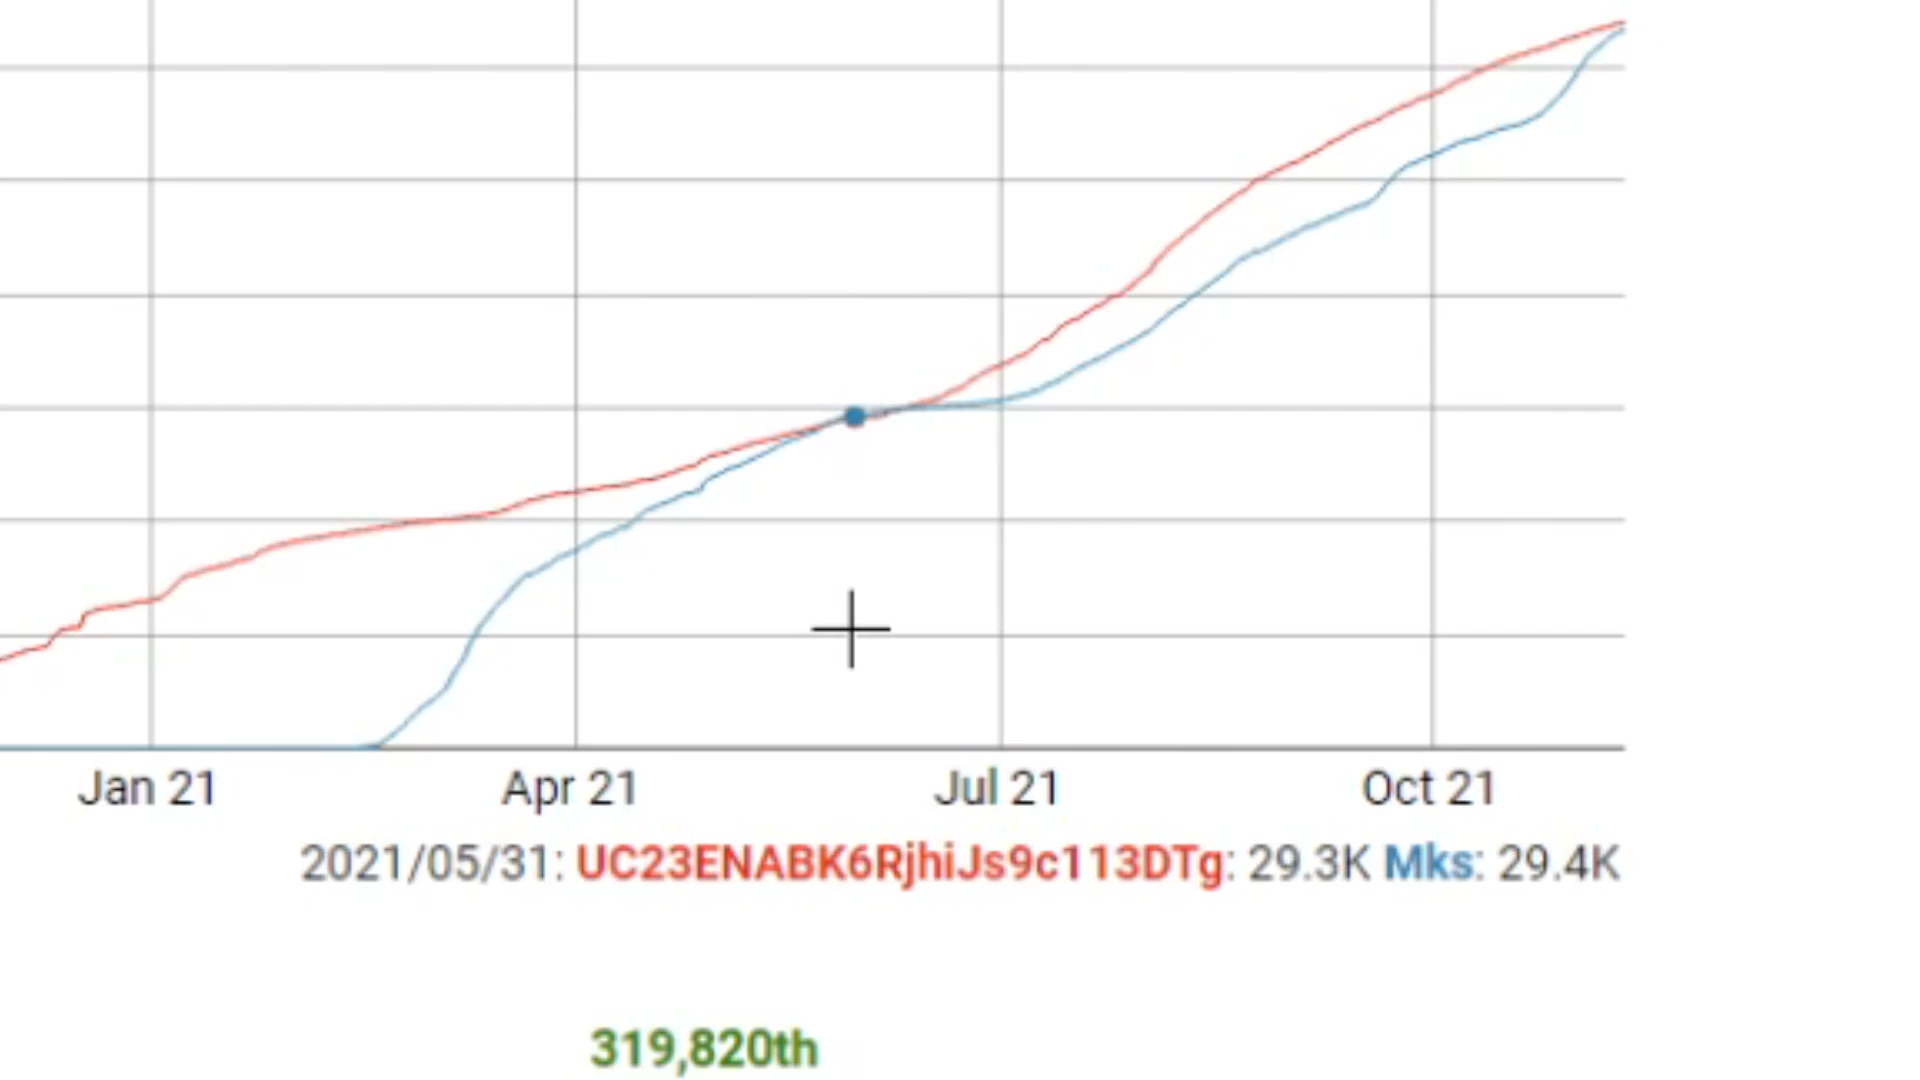 Jan 21 Apr 21 Jul 21 Oct 21
2021/05/31: UC23ENABK6RjhiJs9c113DTg: 29.3K Mks: 29.4K
319,820th